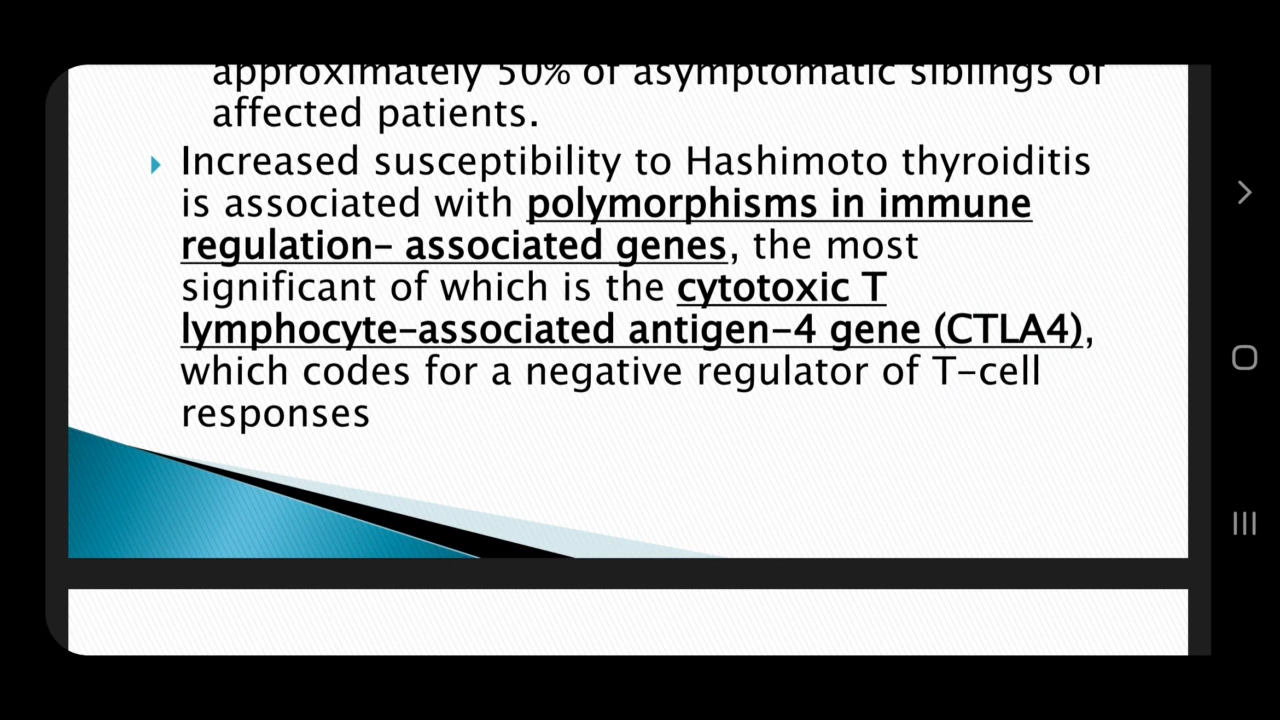 approximately 50% of asymptomatic siblings of
affected patients.
Increased susceptibility to Hashimoto thyroiditis
is associated with polymorphisms in immune
regulation- associated genes, the most
significant of which is the cytotoxic T
lymphocyte-associated antigen-4 gene (CTLA4),
which codes for a negative regulator of T-cell
responses